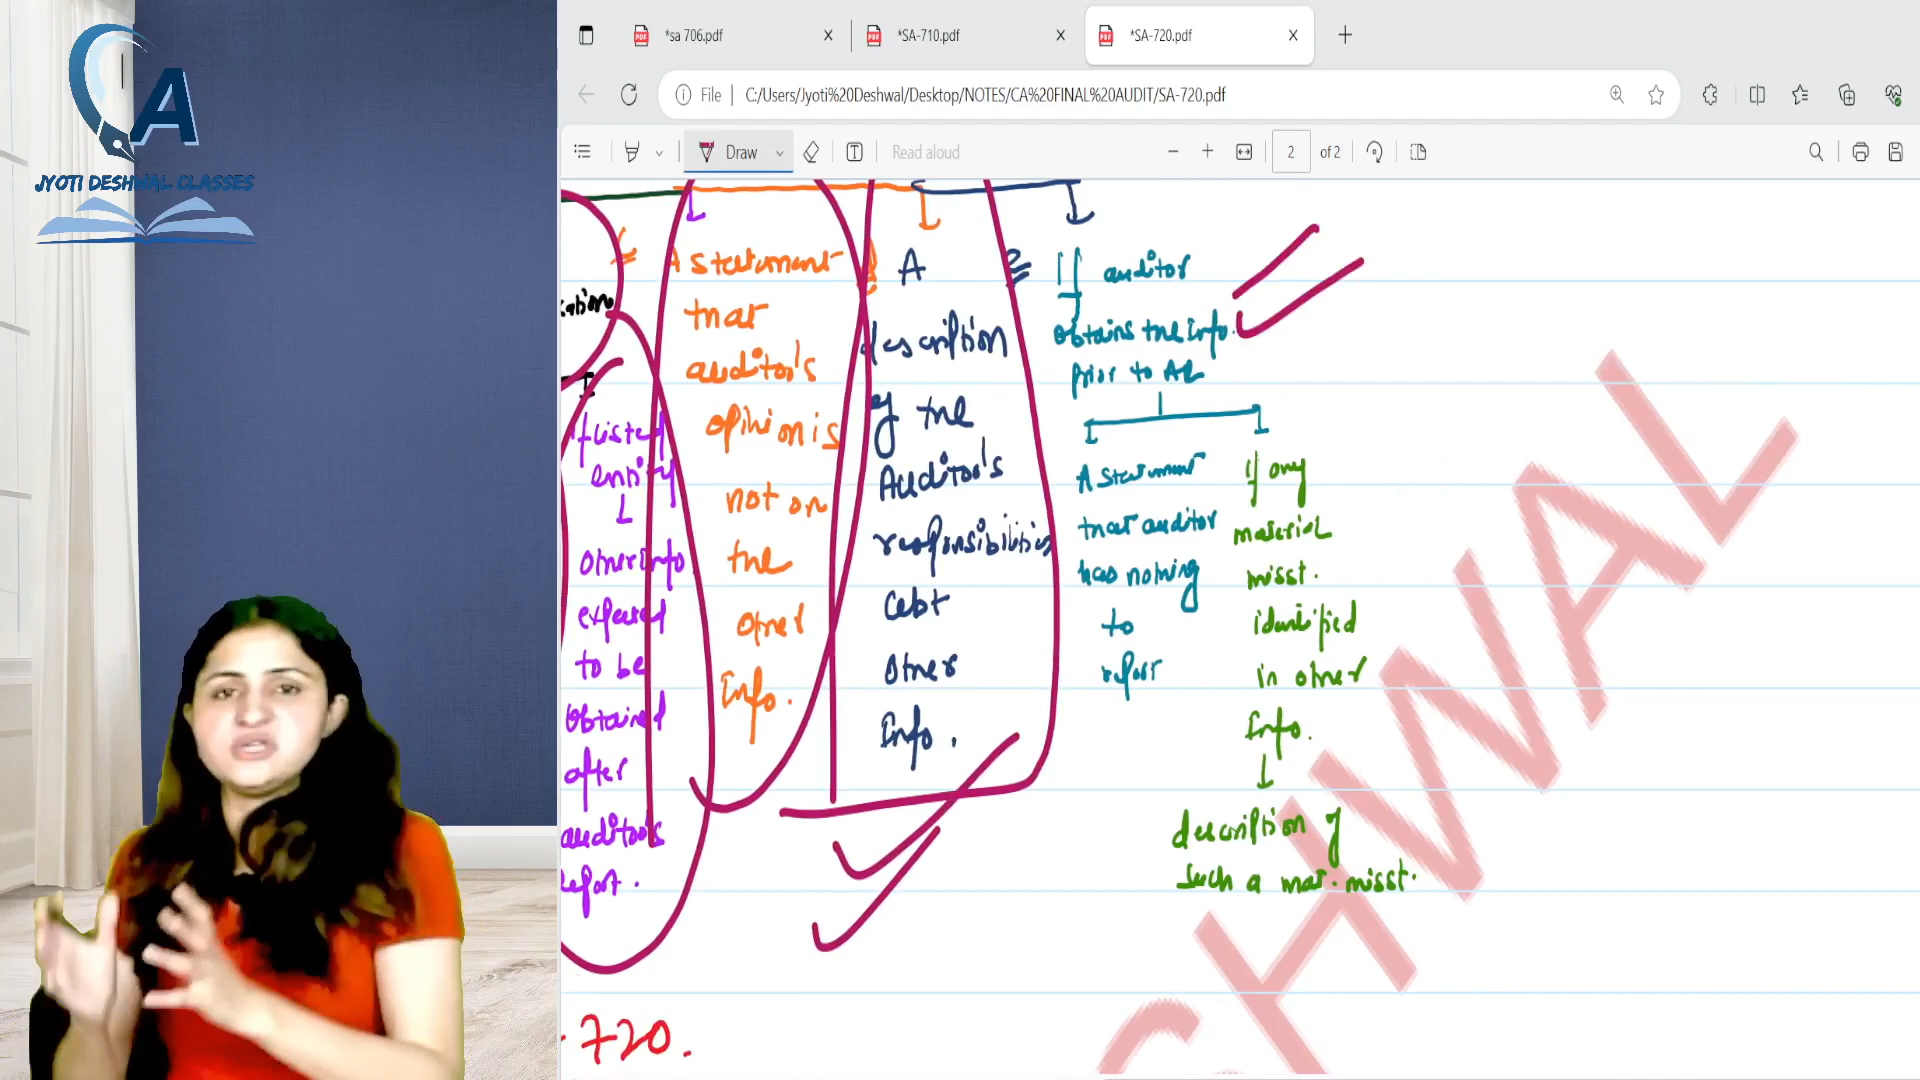 A
JYOTI DESHWAL CLASSES
*sa 706.pdf
*SA-710.pdf
*SA-720.pdf
File
C:/Users/Jyoti%20Deshwal/Desktop/NOTES/CA%20FINAL%20AUDIT/SA-720.pdf
Draw
Read aloud
2
of 2
A statement
that
auditor's
opinion is
not on
the
other
Info.
A
description
of the
Auditor's
responsibilities
abt
other
Info.
If auditor
obtains the info.
prior to AR
A statement
that auditor
has nothing
to
report
if any
material
misst.
identified
in other
Info.
description of
such a mat. misst.
if listed
entity
other info
expected
to be
obtained
after
auditor's
report.
-720.
HWAL